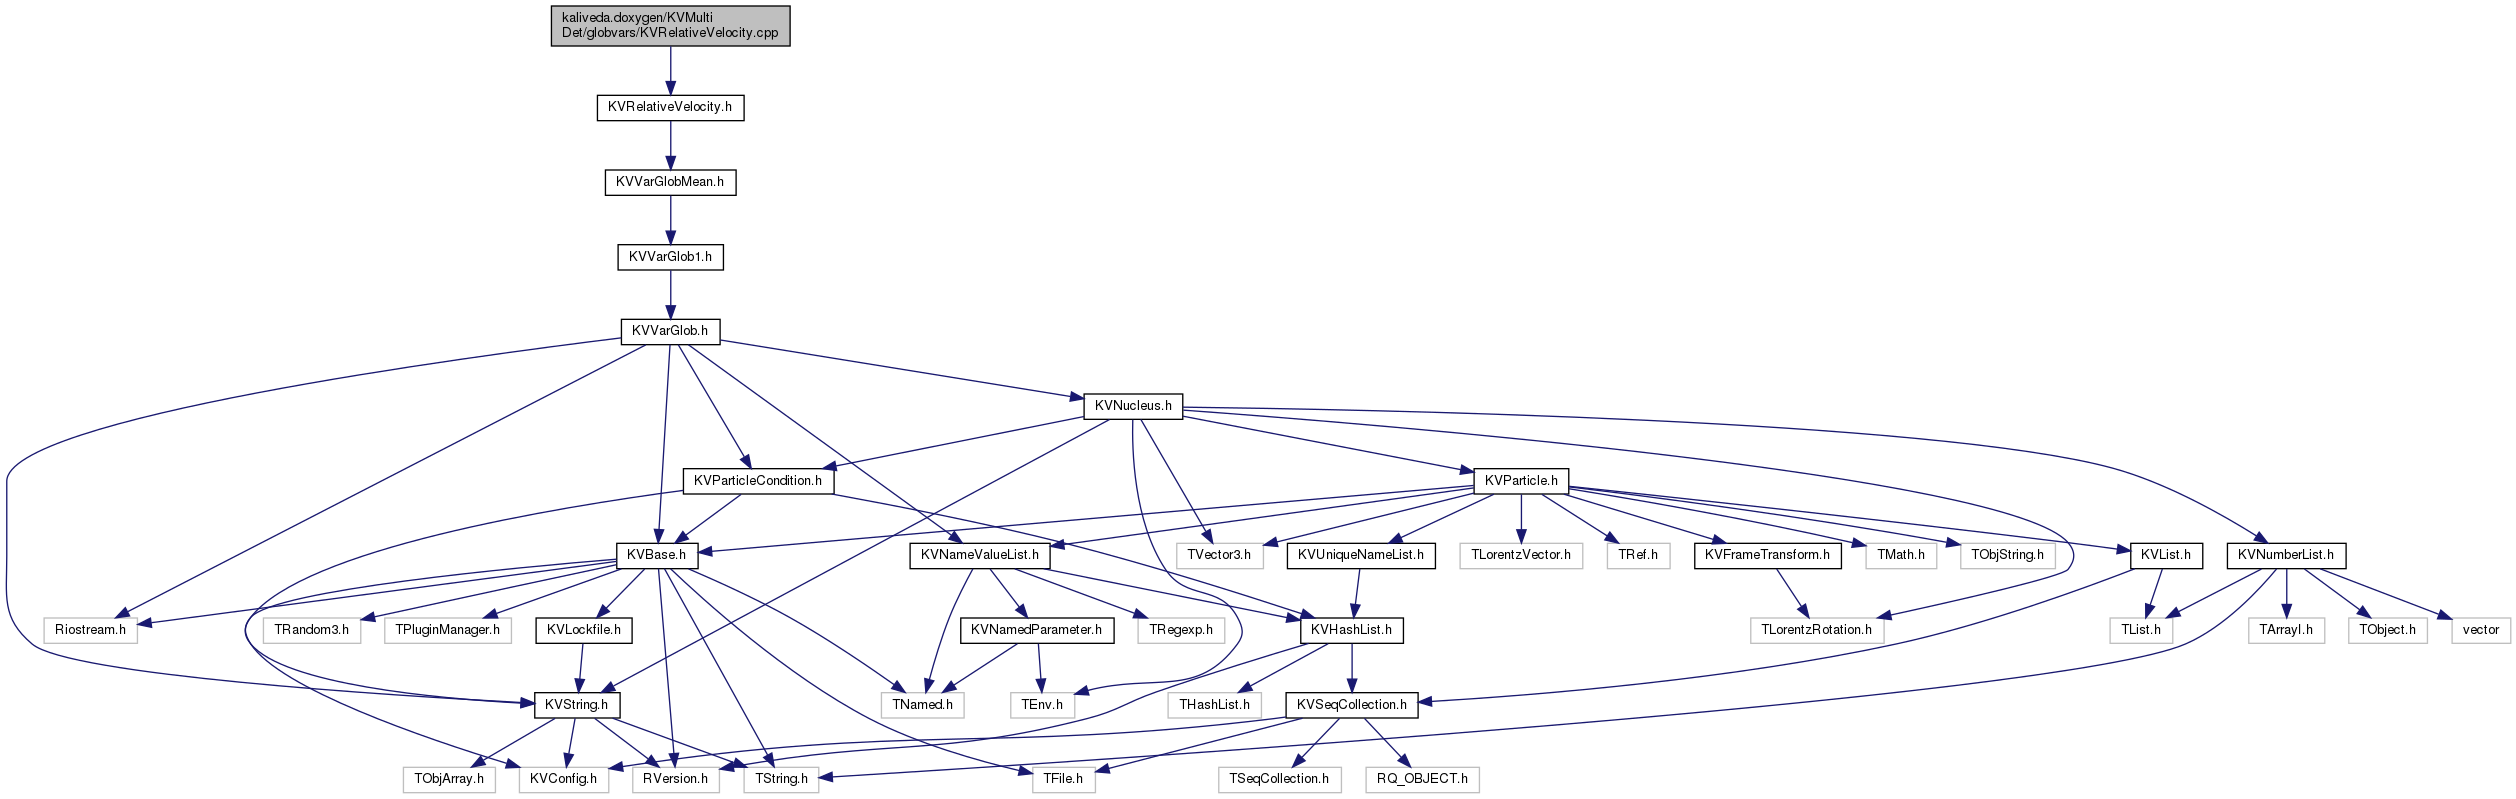 kaliveda.doxygen/KVMulti
Det/globvars/KVRelativeVelocity.cpp
KVRelativeVelocity.h
KVVarGlobMean.h
KVVarGlob1.h
KVVarGlob.h
KVNucleus.h
KVParticleCondition.h
KVParticle.h
KVBase.h
KVNameValueList.h
TVector3.h
KVUniqueNameList.h
TLorentzVector.h
TRef.h
KVFrameTransform.h
TMath.h
TObjString.h
KVList.h
KVNumberList.h
Riostream.h
TRandom3.h
TPluginManager.h
KVLockfile.h
KVNamedParameter.h
TRegexp.h
KVHashList.h
TLorentzRotation.h
TList.h
TArrayI.h
TObject.h
vector
KVString.h
TNamed.h
TEnv.h
THashList.h
KVSeqCollection.h
TObjArray.h
KVConfig.h
RVersion.h
TString.h
TFile.h
TSeqCollection.h
RQ_OBJECT.h